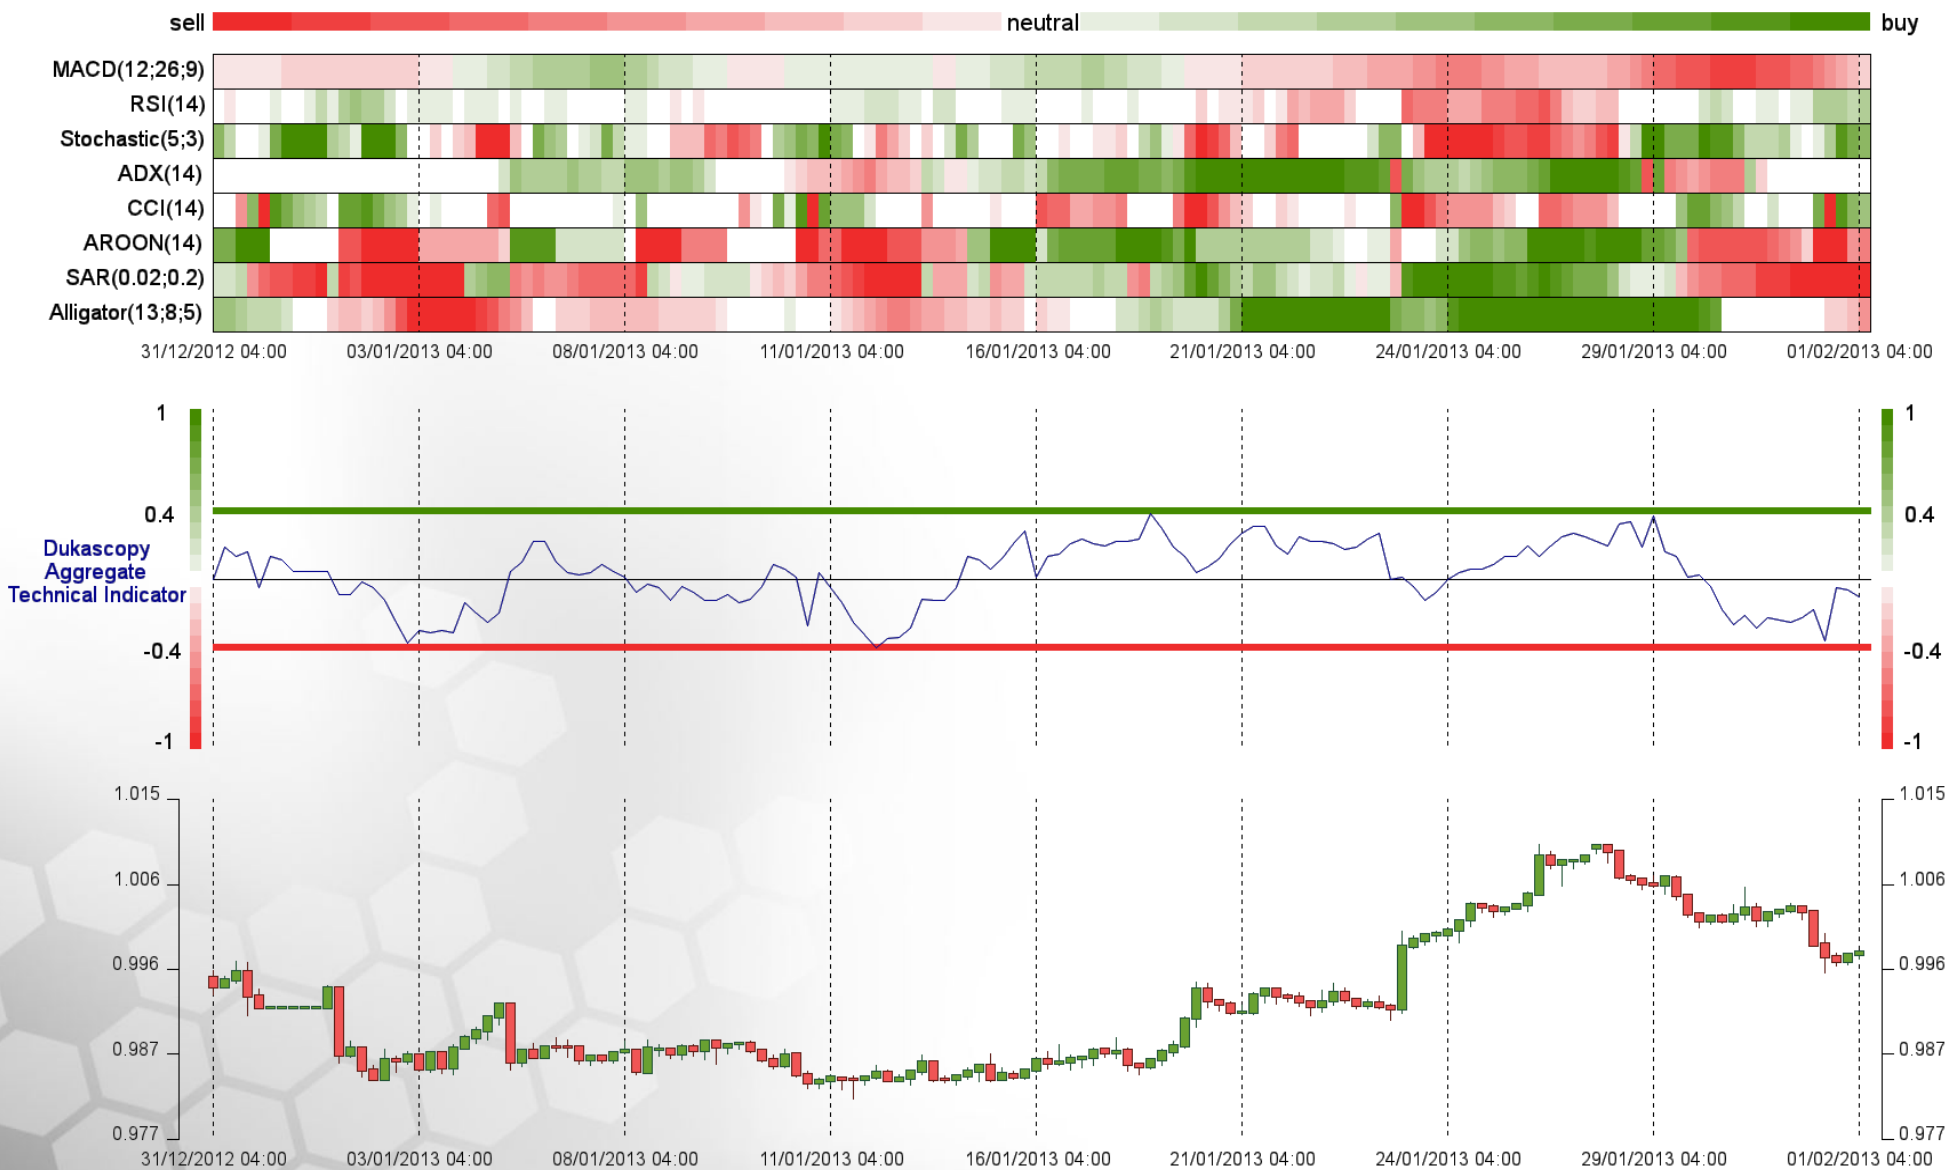 sell neutral buy
MACD(12;26;9)
RSI(14)
Stochastic(5;3)
ADX(14)
CCI(14)
AROON(14)
SAR(0.02;0.2)
Alligator(13;8;5)
31/12/2012 04:00 03/01/2013 04:00 08/01/2013 04:00 11/01/2013 04:00 16/01/2013 04:00 21/01/2013 04:00 24/01/2013 04:00 29/01/2013 04:00 01/02/2013 04:00
1 1
0.4 0.4
Dukascopy
Aggregate
Technical Indicator
-0.4 -0.4
-1 -1
1.015 1.015
1.006 1.006
0.996 0.996
0.987 0.987
0.977 0.977
31/12/2012 04:00 03/01/2013 04:00 08/01/2013 04:00 11/01/2013 04:00 16/01/2013 04:00 21/01/2013 04:00 24/01/2013 04:00 29/01/2013 04:00 01/02/2013 04:00